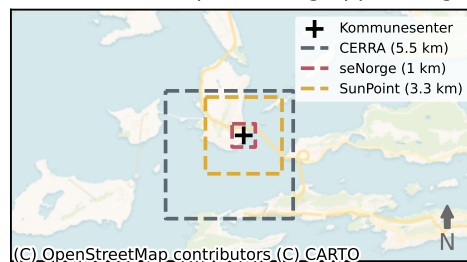 Kommunesenter
CERRA (5.5 km)
seNorge (1 km)
SunPoint (3.3 km)
N
(C) OpenStreetMap contributors (C) CARTO